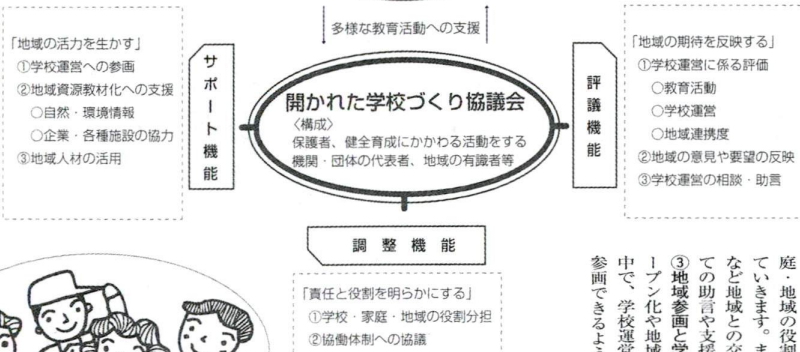 多様な教育活動への支援
「地域の活力を生かす」
①学校運営への参画
②地域資源教材化への支援
○自然・環境情報
○企業・各種施設の協力
③地域人材の活用
サポート機能
開かれた学校づくり協議会
〈構成〉
保護者、健全育成にかかわる活動をする
機関・団体の代表者、地域の有識者等
評議機能
「地域の期待を反映する」
①学校運営に係る評価
○教育活動
○学校運営
○地域連携度
②地域の意見や要望の反映
③学校運営の相談・助言
調整機能
「責任と役割を明らかにする」
①学校・家庭・地域の役割分担
②協働体制への協議
庭・地域の役割
ていきます。ま
など地域との交
ての助言や支援
③地域参画と学
ープン化や地域
中で、学校運営
参画できるよう